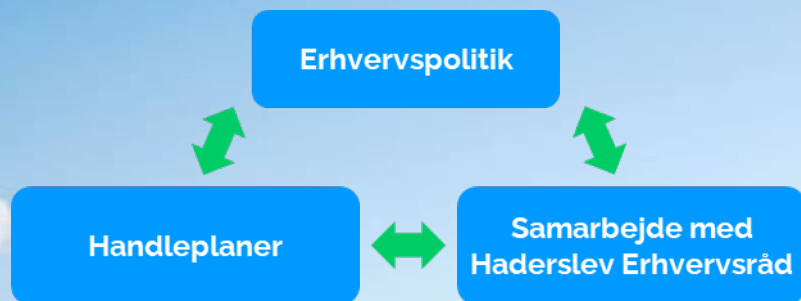 Erhvervspolitik
Handleplaner
Samarbejde med
Haderslev Erhvervsråd